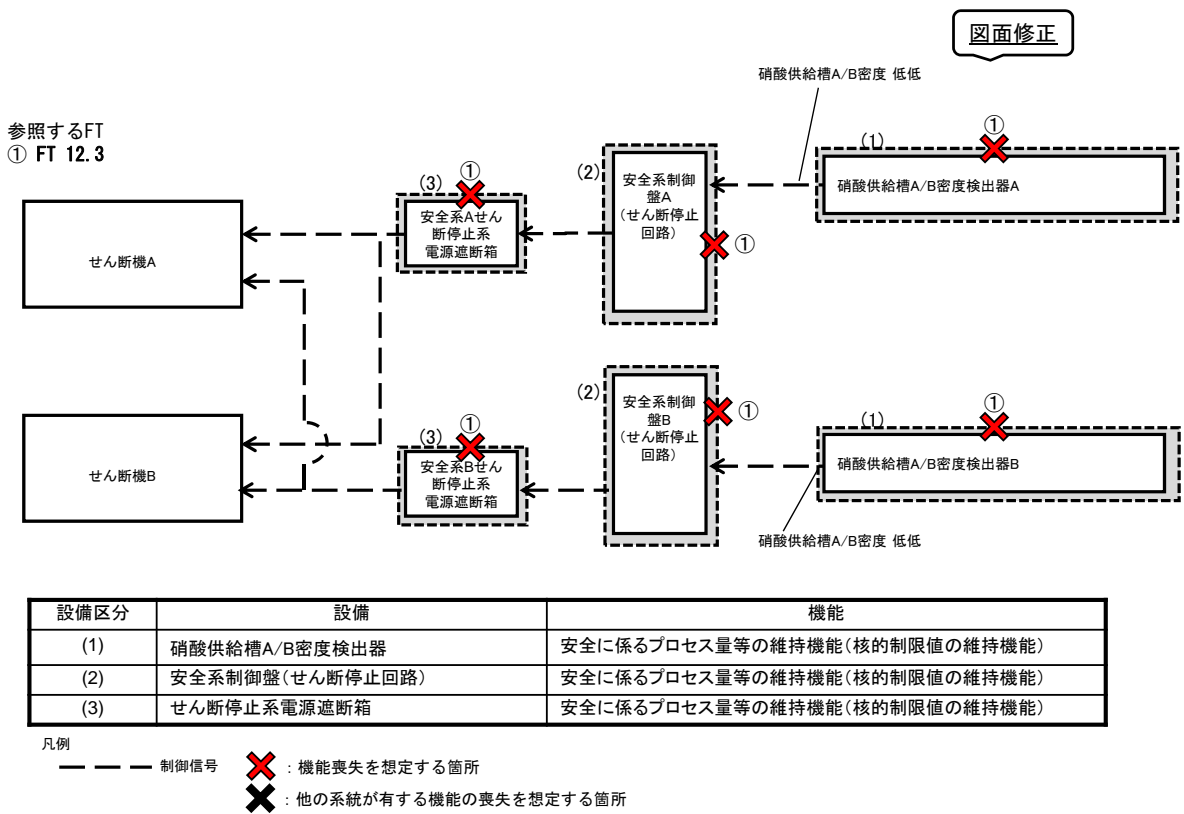 図面修正
硝酸供給槽A/B密度 低低
参照するFT
① FT 12.3
(1)
①
硝酸供給槽A/B密度検出器A
(2)
安全系制御
盤A
(せん断停止
回路)
①
(3)
①
安全系Aせん
断停止系
電源遮断箱
せん断機A
(2)
安全系制御
盤B
(せん断停止
回路)
①
(1)
①
硝酸供給槽A/B密度検出器B
(3)
①
安全系Bせん
断停止系
電源遮断箱
せん断機B
硝酸供給槽A/B密度 低低
設備区分 設備 機能
(1) 硝酸供給槽A/B密度検出器 安全に係るプロセス量等の維持機能(核的制限値の維持機能)
(2) 安全系制御盤(せん断停止回路) 安全に係るプロセス量等の維持機能(核的制限値の維持機能)
(3) せん断停止系電源遮断箱 安全に係るプロセス量等の維持機能(核的制限値の維持機能)
凡例
制御信号 :機能喪失を想定する箇所
:他の系統が有する機能の喪失を想定する箇所